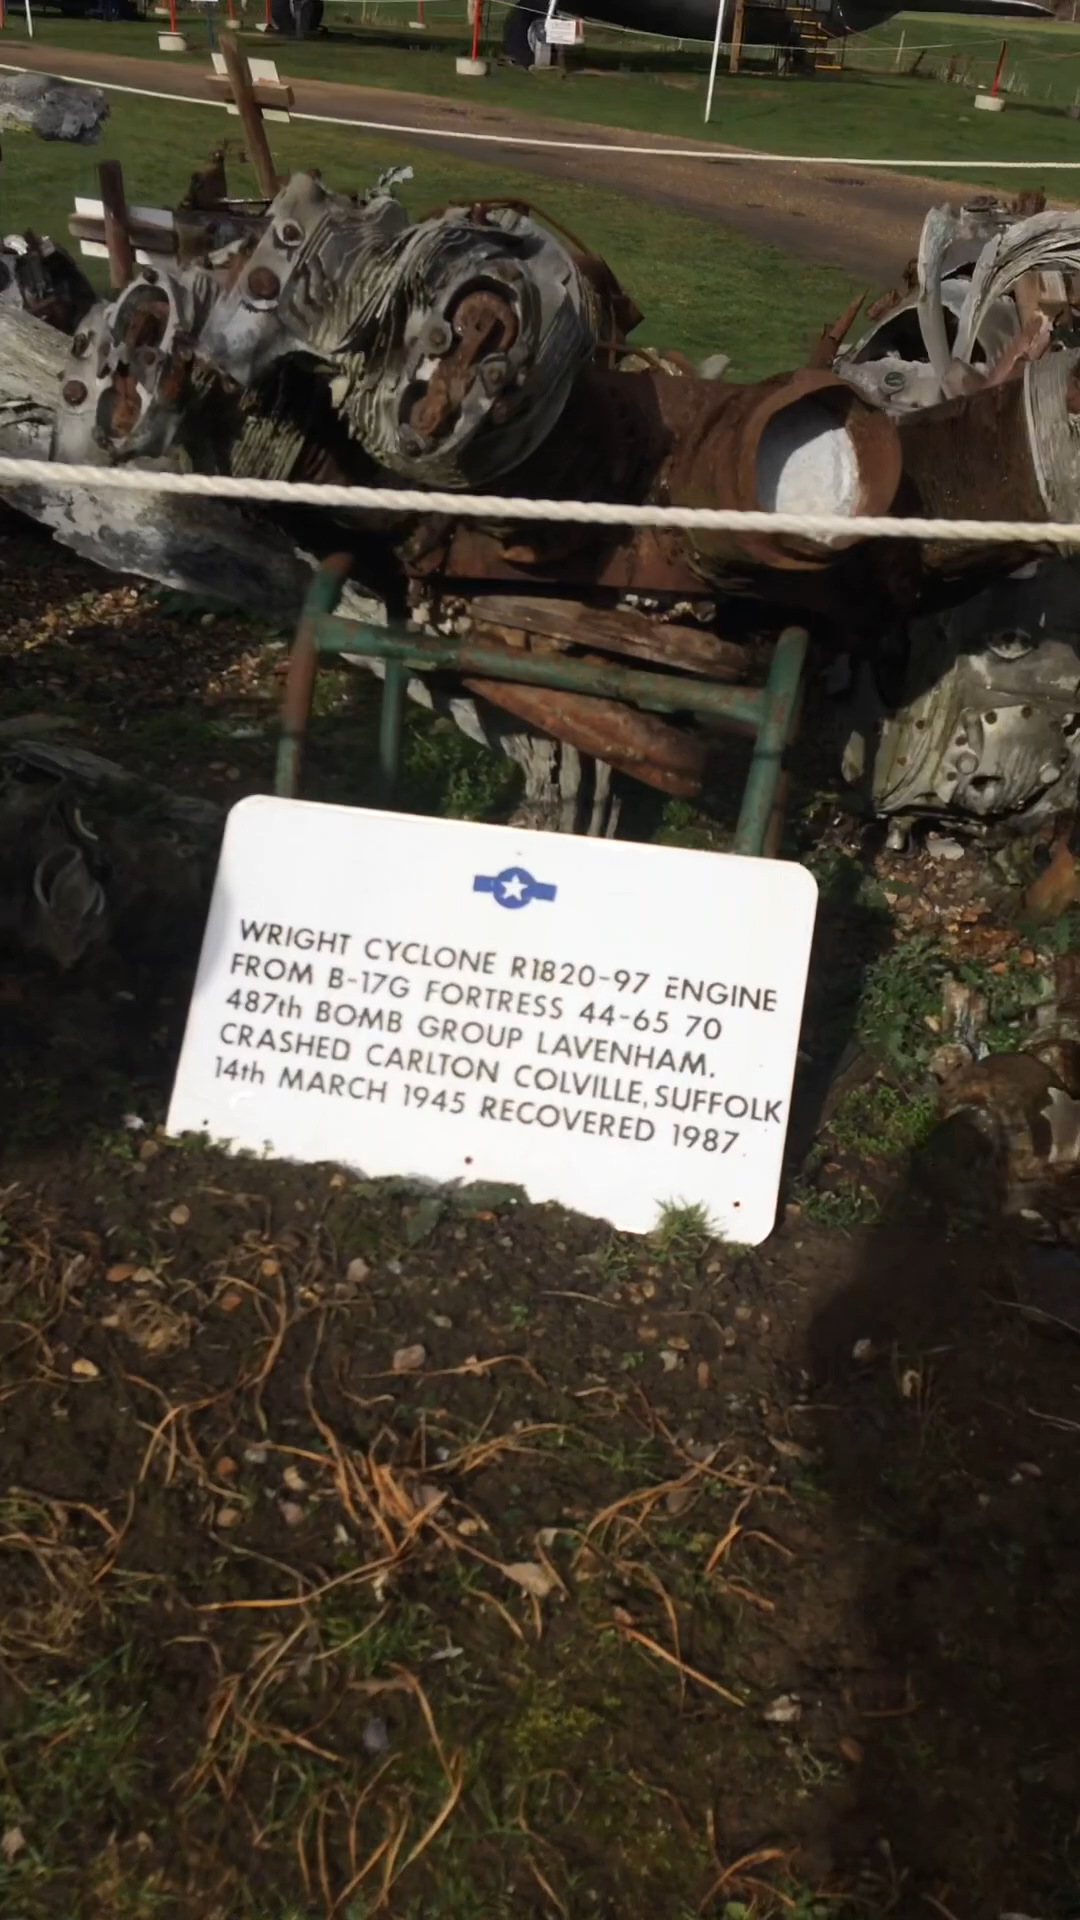 WRIGHT CYCLONE R1820-97 ENGINE
FROM B-17G FORTRESS 44-65 70
487th BOMB GROUP LAVENHAM.
CRASHED CARLTON COLVILLE, SUFFOLK
14th MARCH 1945 RECOVERED 1987.